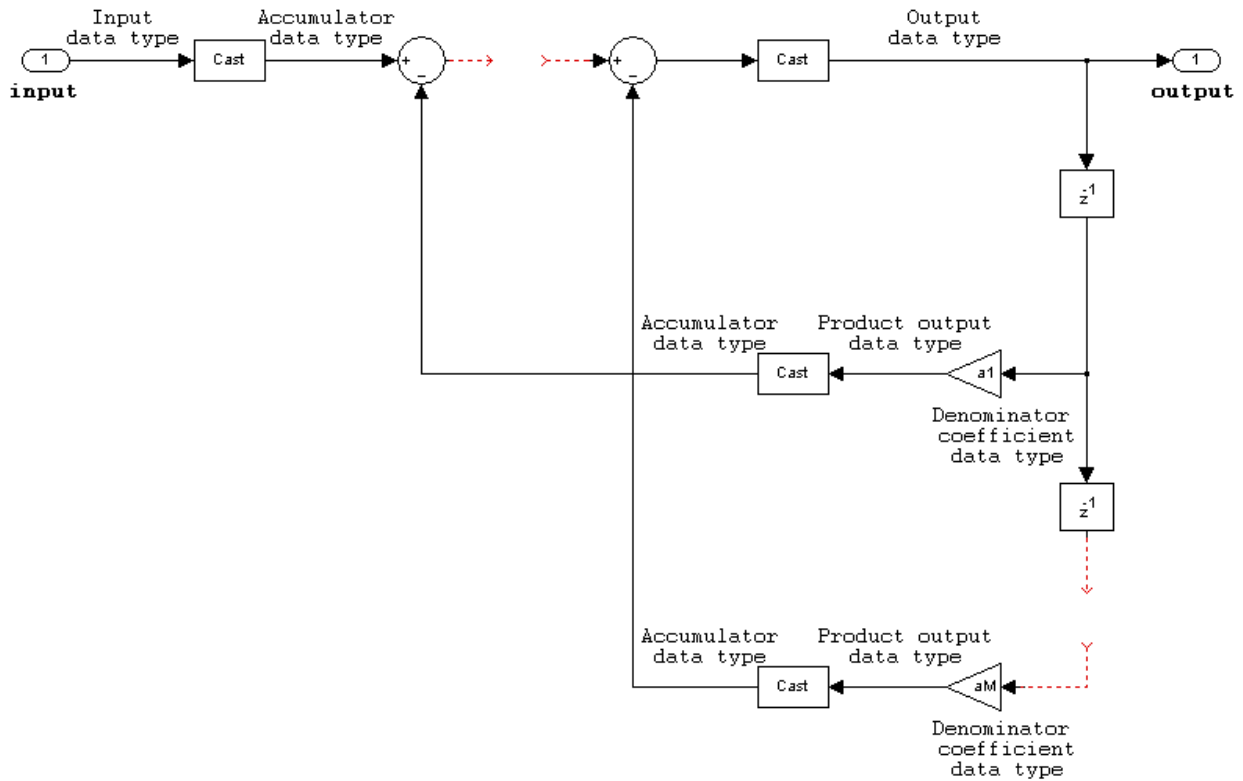 Input
data type
Accumulator
data type
Output
data type
1
Cast
+
−
+
−
Cast
1
input
output
z-1
Accumulator
data type
Product output
data type
Cast
a1
Denominator
coefficient
data type
z-1
Accumulator
data type
Product output
data type
Cast
aM
Denominator
coefficient
data type